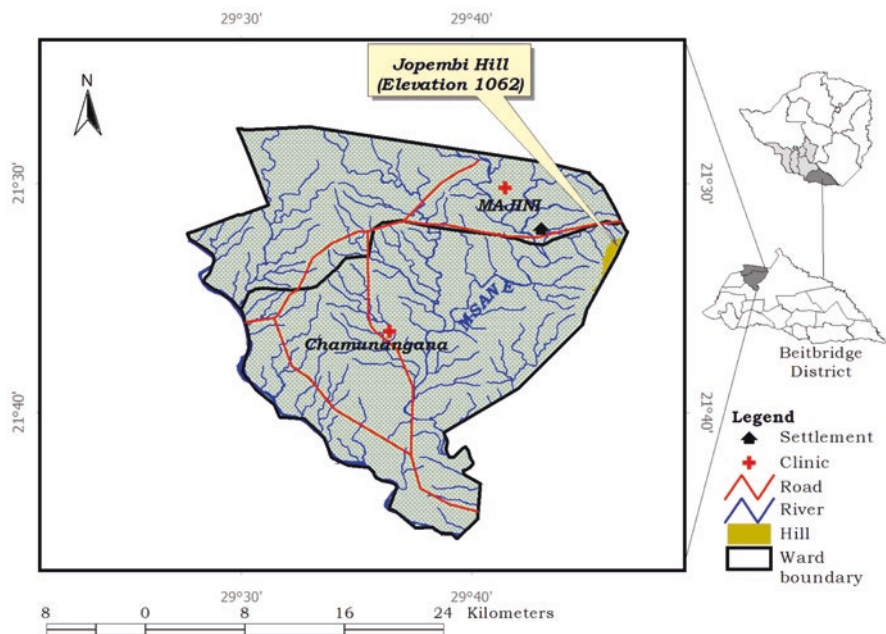 29°30'
29°40'
Jopembi Hill
(Elevation 1062)
N
21°30'
21°30'
MAJINI
M-SAN E
Chamunangana
Beitbridge
District
21°40'
21°40'
Legend
Settlement
Clinic
Road
River
Hill
Ward
boundary
29°30'
29°40'
8 0 8 16 24 Kilometers